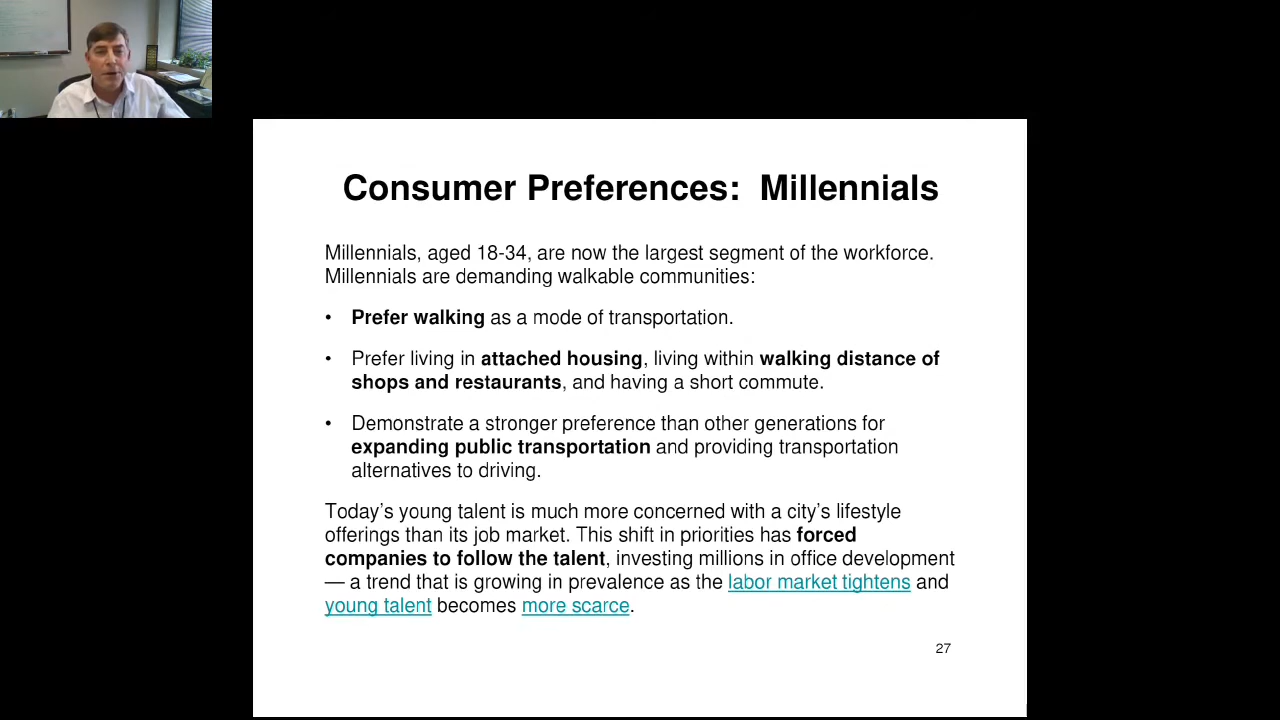 Consumer Preferences:  Millennials
Millennials, aged 18-34, are now the largest segment of the workforce.
Millennials are demanding walkable communities:
• Prefer walking as a mode of transportation.
• Prefer living in attached housing, living within walking distance of
shops and restaurants, and having a short commute.
• Demonstrate a stronger preference than other generations for
expanding public transportation and providing transportation
alternatives to driving.
Today’s young talent is much more concerned with a city’s lifestyle
offerings than its job market. This shift in priorities has forced
companies to follow the talent, investing millions in office development
— a trend that is growing in prevalence as the labor market tightens and
young talent becomes more scarce.
27